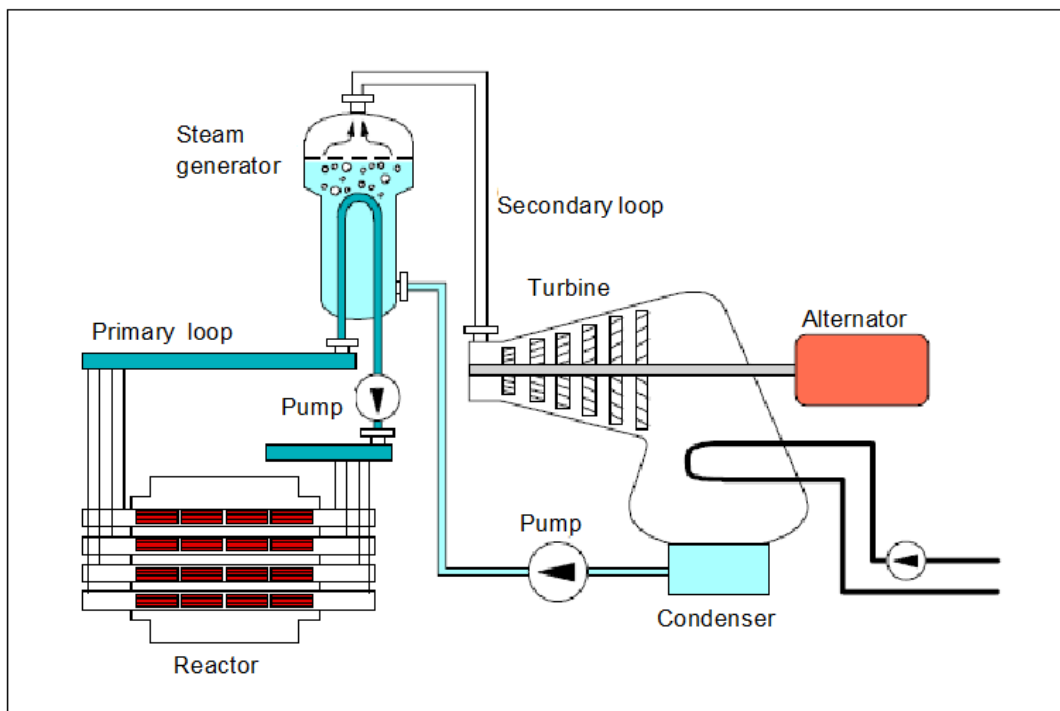 Steam
generator
Secondary loop
Turbine
Alternator
Primary loop
Pump
Pump
Condenser
Reactor